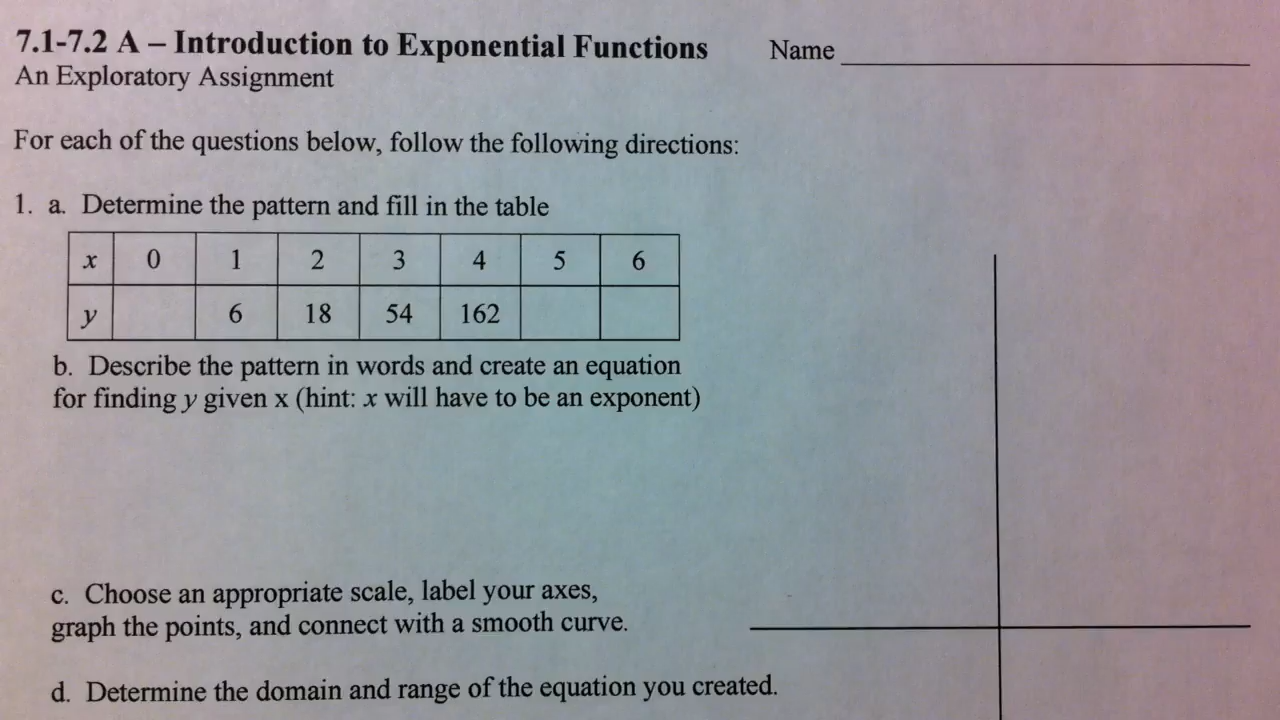 7.1-7.2 A – Introduction to Exponential Functions Name
An Exploratory Assignment
For each of the questions below, follow the following directions:
1. a. Determine the pattern and fill in the table
x 0 1 2 3 4 5 6
y 6 18 54 162
b. Describe the pattern in words and create an equation
for finding y given x (hint: x will have to be an exponent)
c. Choose an appropriate scale, label your axes,
graph the points, and connect with a smooth curve.
d. Determine the domain and range of the equation you created.